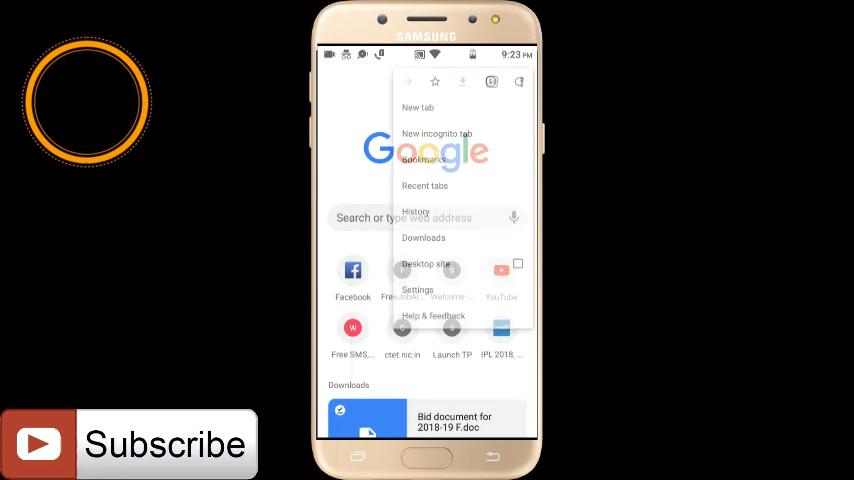 SAMSUNG
9:23 PM
New tab
New incognito tab
Google
Bookmarks
Recent tabs
History
Search or type web address
Downloads
Desktop site
Settings
Facebook
Welcome ...
YouTube
Help & feedback
Free SMS,...
ctet.nic.in
Launch TP
IPL 2018, ...
Downloads
Bid document for
2018-19 F.doc
Subscribe